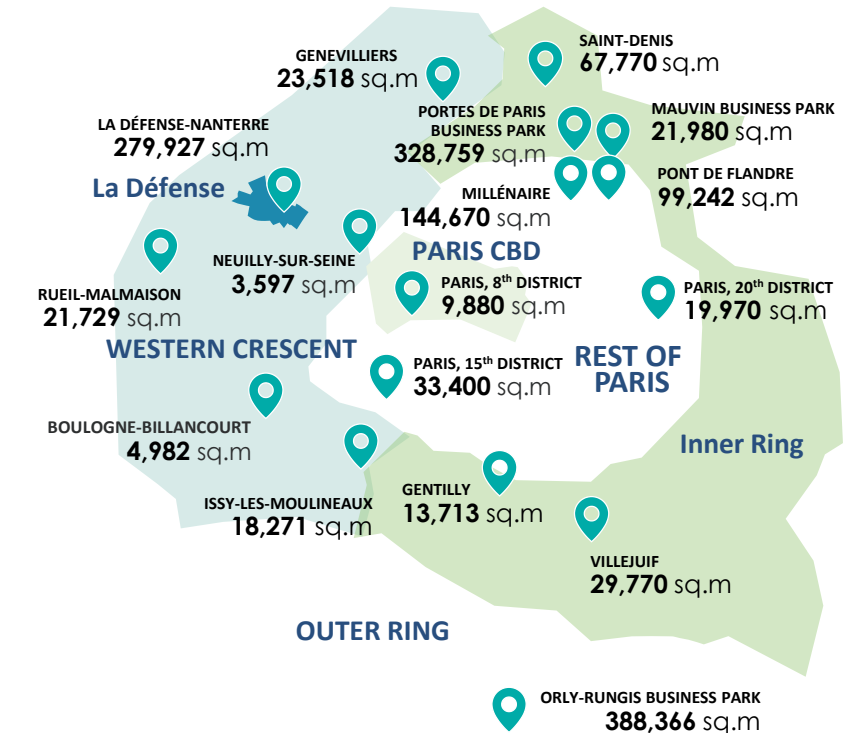 GENEVILLIERS
23,518 sq.m
SAINT-DENIS
67,770 sq.m
PORTES DE PARIS
BUSINESS PARK
328,759 sq.m
MAUVIN BUSINESS PARK
21,980 sq.m
LA DÉFENSE-NANTERRE
279,927 sq.m
La Défense
MILLÉNAIRE
144,670 sq.m
PONT DE FLANDRE
99,242 sq.m
NEUILLY-SUR-SEINE
3,597 sq.m
PARIS CBD
PARIS, 8th DISTRICT
9,880 sq.m
RUEIL-MALMAISON
21,729 sq.m
PARIS, 20th DISTRICT
19,970 sq.m
WESTERN CRESCENT
PARIS, 15th DISTRICT
33,400 sq.m
REST OF
PARIS
BOULOGNE-BILLANCOURT
4,982 sq.m
Inner Ring
ISSY-LES-MOULINEAUX
18,271 sq.m
GENTILLY
13,713 sq.m
VILLEJUIF
29,770 sq.m
OUTER RING
ORLY-RUNGIS BUSINESS PARK
388,366 sq.m